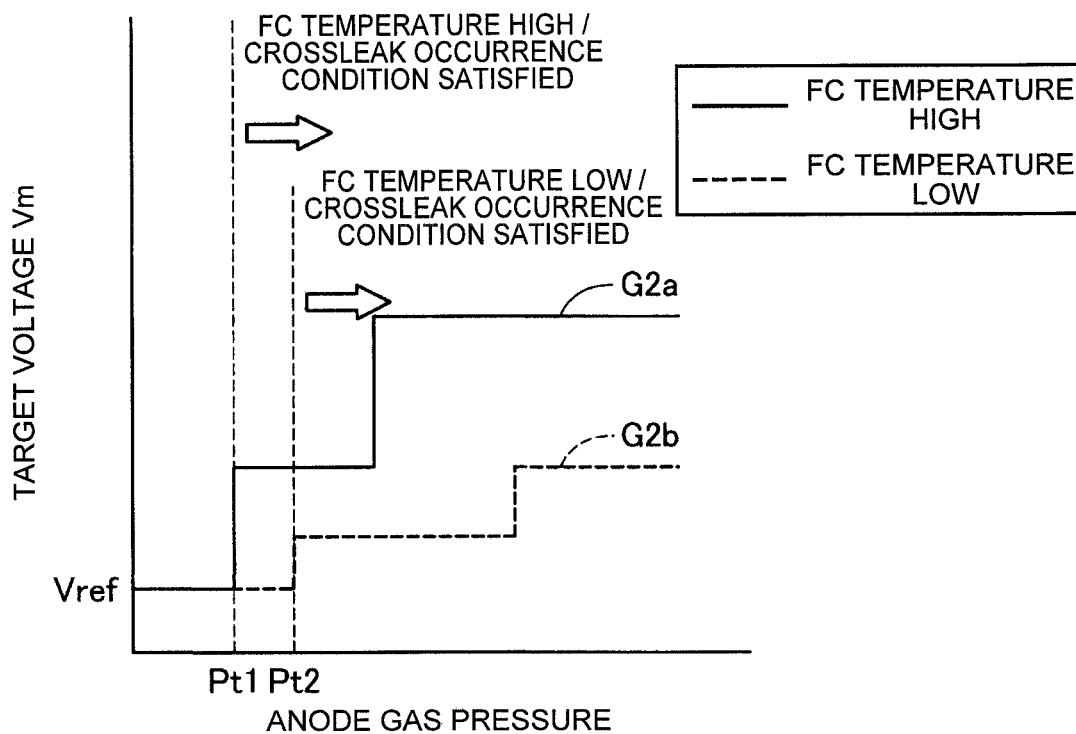 FC TEMPERATURE HIGH /
CROSSLEAK OCCURRENCE
CONDITION SATISFIED
FC TEMPERATURE
HIGH
FC TEMPERATURE
LOW
FC TEMPERATURE LOW /
CROSSLEAK OCCURRENCE
CONDITION SATISFIED
TARGET VOLTAGE Vm
G2a
G2b
Vref
Pt1 Pt2
ANODE GAS PRESSURE